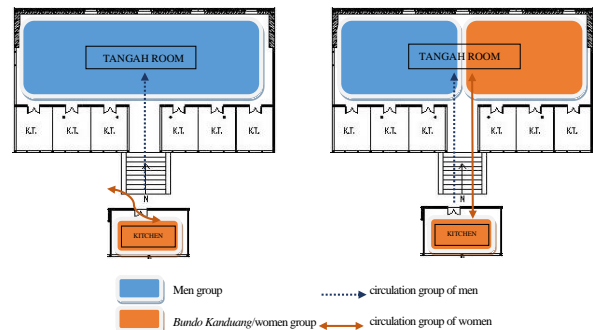 TANGAH ROOM
TANGAH ROOM
K.T. K.T. K.T. K.T. K.T. K.T.
K.T. K.T. K.T. K.T. K.T. K.T.
N
N
KITCHEN
KITCHEN
Men group
circulation group of men
Bundo Kanduang/women group
circulation group of women